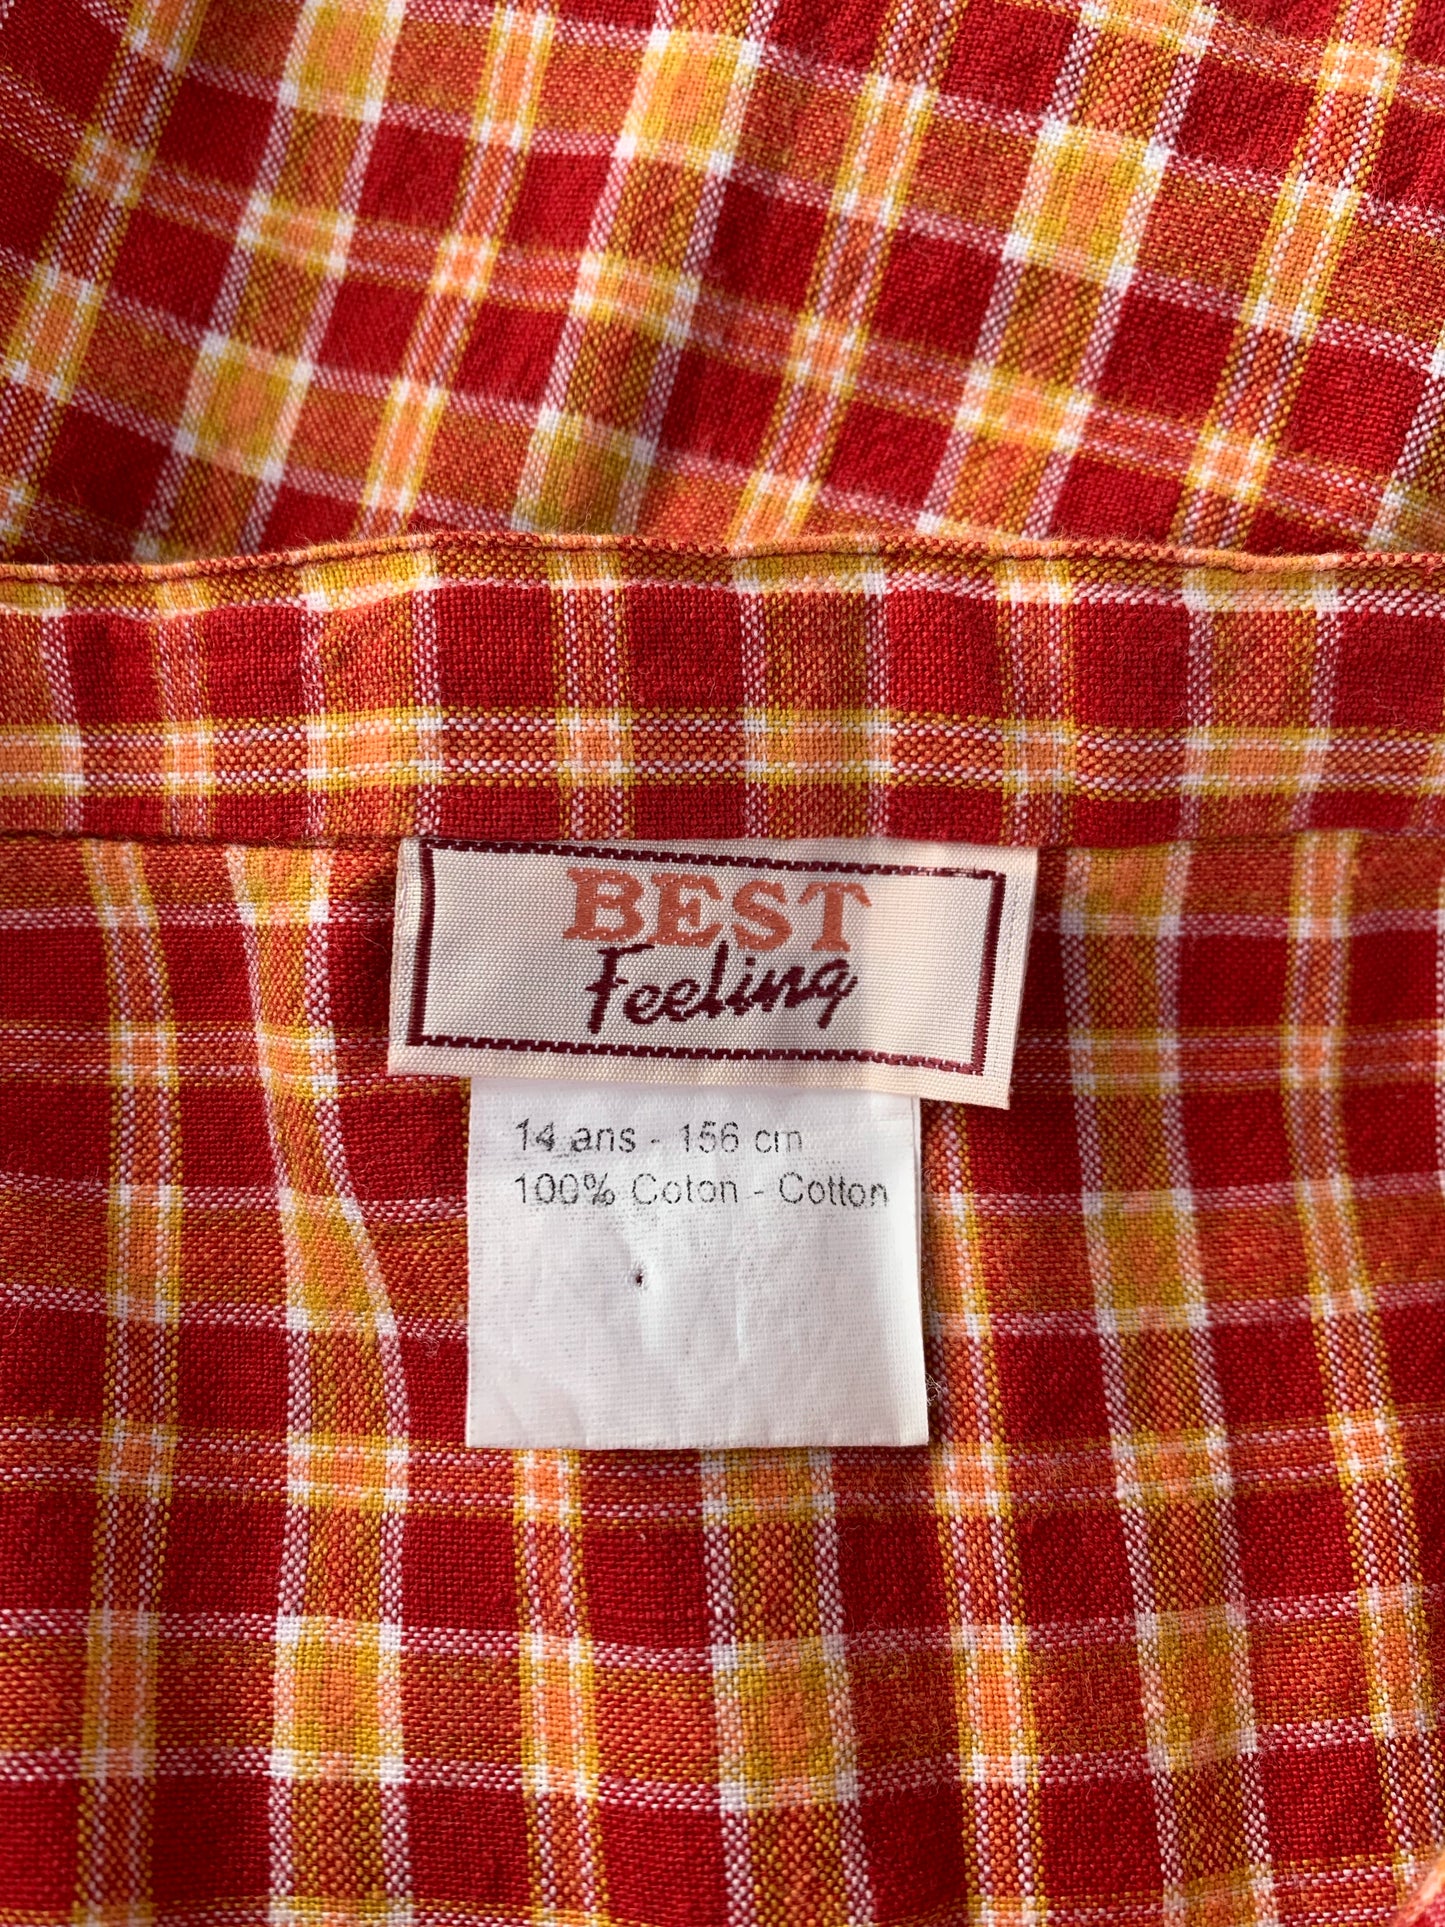 BEST
Feeling
14 ans - 156 cm
100% Coton - Cotton